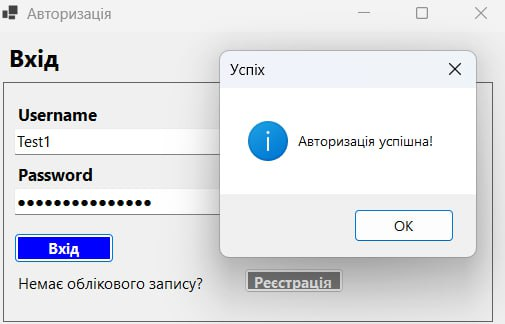 Авторизація
Вхід
Успіх
Авторизація успішна!
OK
Username
Test1
Password
•••••••••••••••
Вхід
Немає облікового запису?
Реєстрація